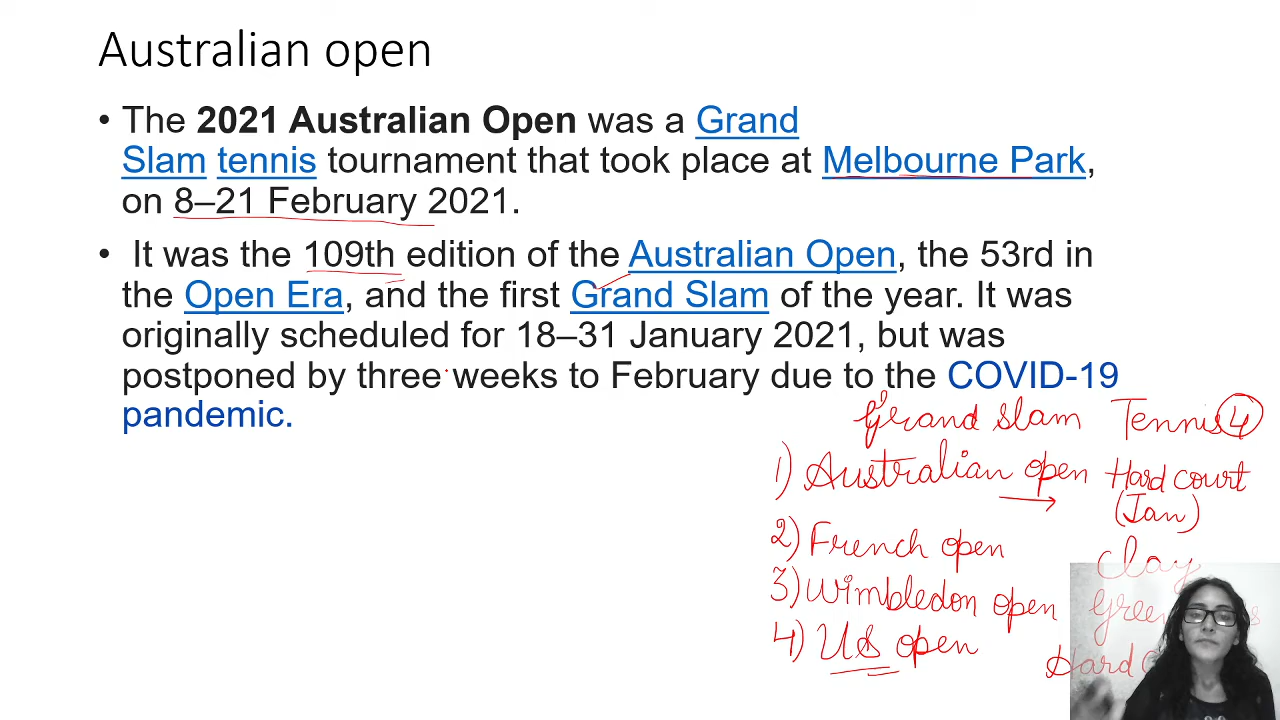 Australian open
• The 2021 Australian Open was a Grand
Slam tennis tournament that took place at Melbourne Park,
on 8–21 February 2021.
• It was the 109th edition of the Australian Open, the 53rd in
the Open Era, and the first Grand Slam of the year. It was
originally scheduled for 18–31 January 2021, but was
postponed by three weeks to February due to the COVID-19
pandemic.
Grand slam Tennis 4
1) Australian open Hard court
(Jan)
2) French open Clay
3) Wimbledon open
4) US open Hard